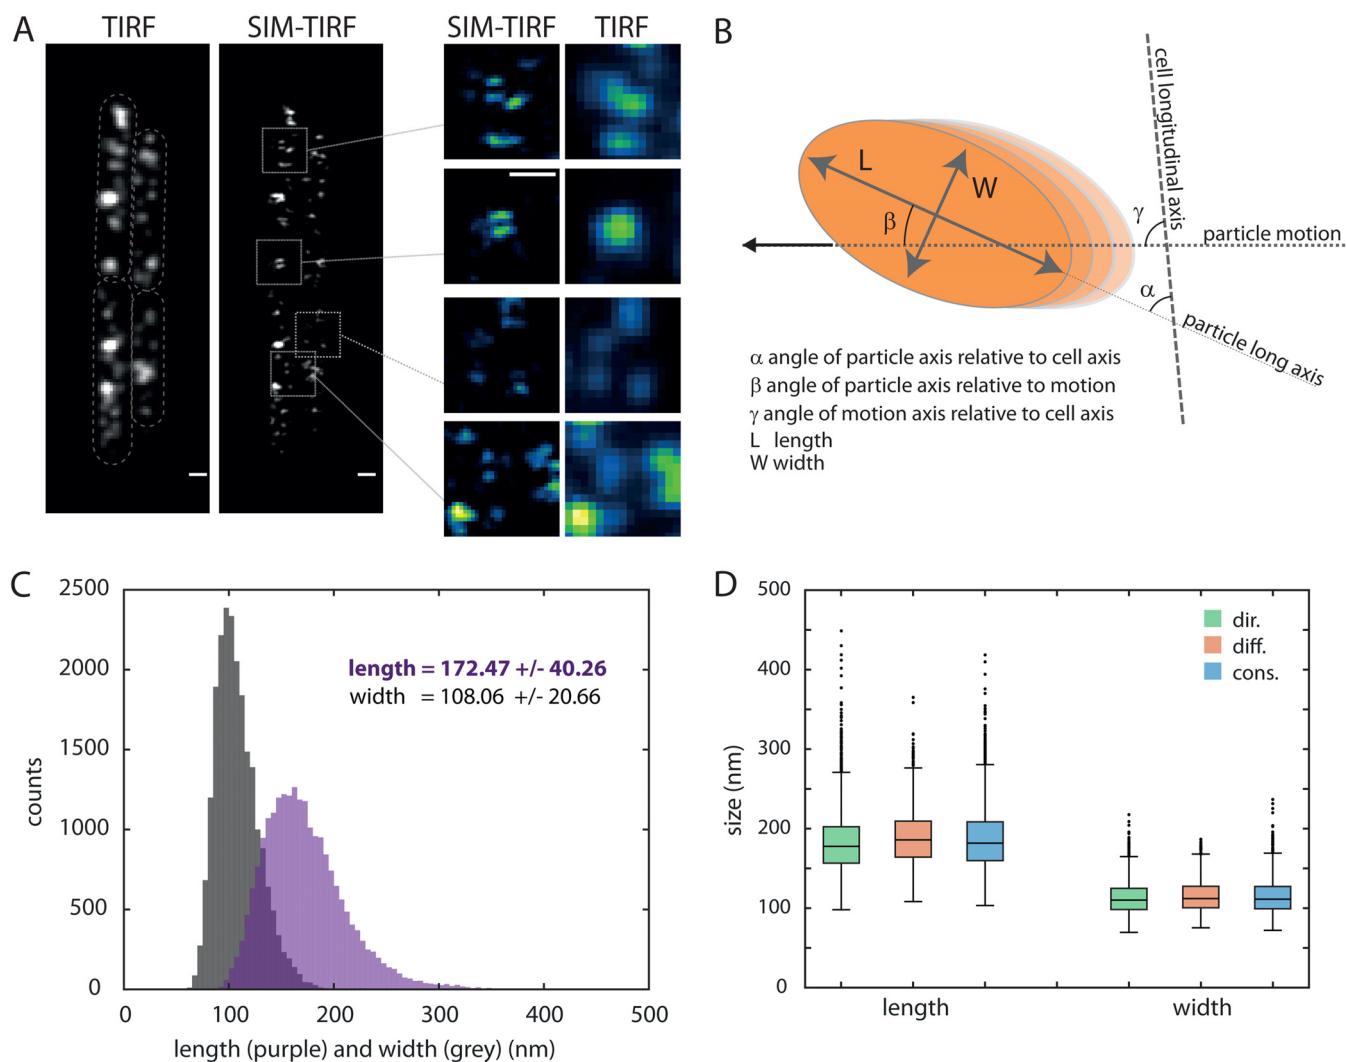 A
TIRF
SIM-TIRF
SIM-TIRF
TIRF
B
L
W
β
γ
α
cell longitudinal axis
particle motion
particle long axis
α angle of particle axis relative to cell axis
β angle of particle axis relative to motion
γ angle of motion axis relative to cell axis
L length
W width
C
2500
2000
1500
1000
500
0
counts
length = 172.47 +/- 40.26
width = 108.06 +/- 20.66
0 100 200 300 400 500
length (purple) and width (grey) (nm)
D
500
400
300
200
100
0
size (nm)
dir.
diff.
cons.
length width